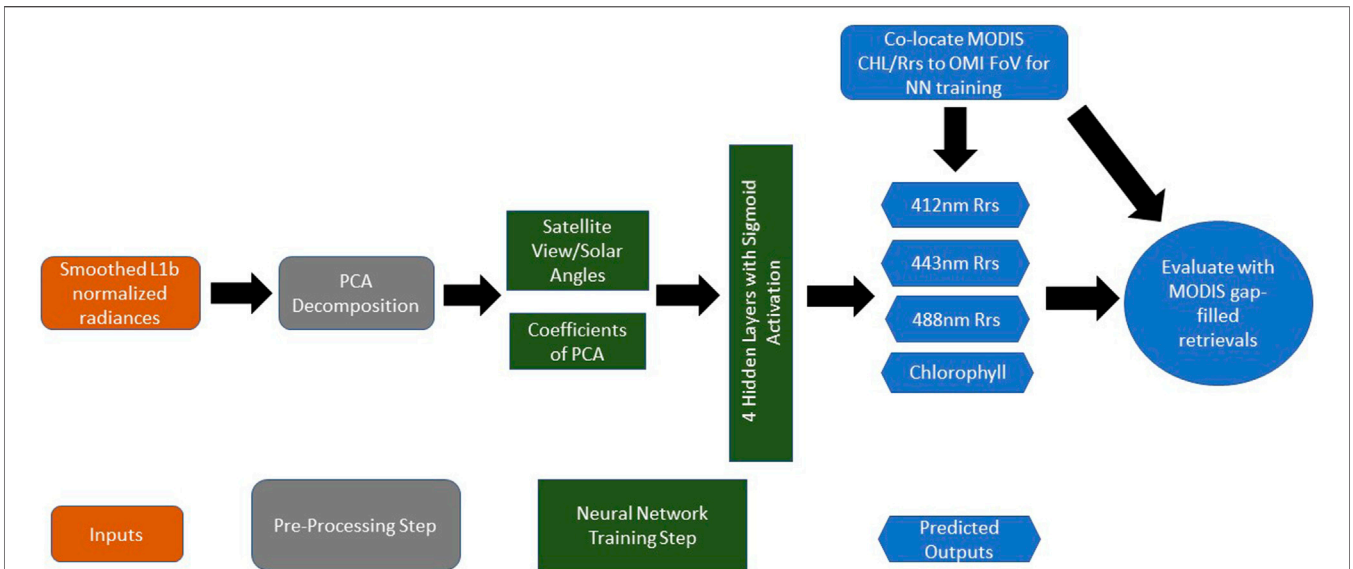 Co-locate MODIS
CHL/Rrs to OMI FoV for
NN training
Smoothed L1b
normalized
radiances
PCA
Decomposition
Satellite
View/Solar
Angles
Coefficients
of PCA
4 Hidden Layers with Sigmoid
Activation
412nm Rrs
443nm Rrs
488nm Rrs
Chlorophyll
Evaluate with
MODIS gap-
filled
retrievals
Inputs
Pre-Processing Step
Neural Network
Training Step
Predicted
Outputs